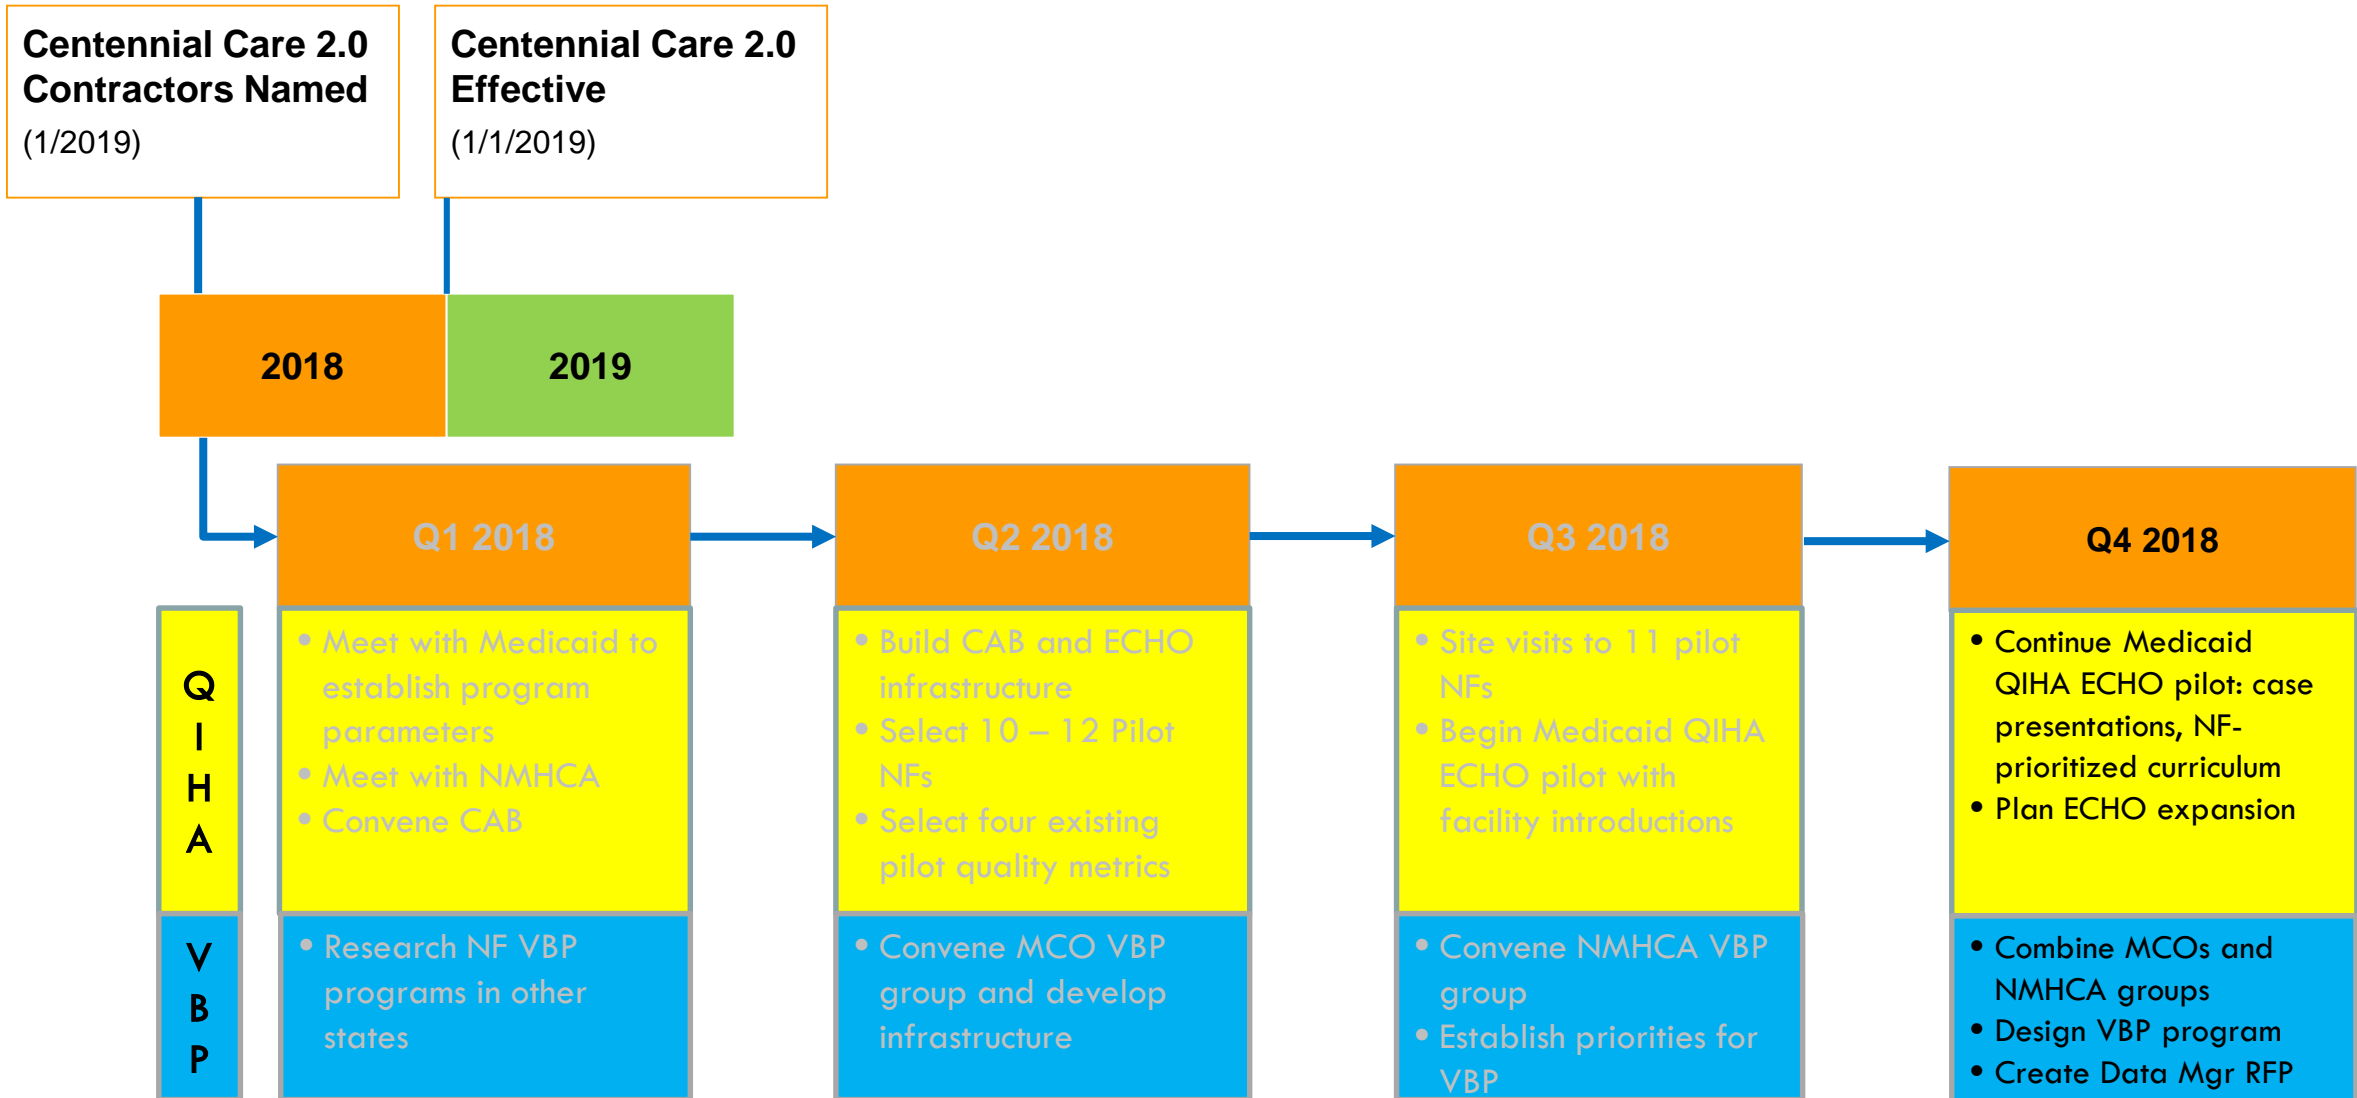 Centennial Care 2.0
Contractors Named
(1/2019)
Centennial Care 2.0
Effective
(1/1/2019)
2018
2019
Q1 2018
Q2 2018
Q3 2018
Q4 2018
Q
I
H
A
• Meet with Medicaid to
establish program
parameters
• Meet with NMHCA
• Convene CAB
• Build CAB and ECHO
infrastructure
• Select 10 – 12 Pilot
NFs
• Select four existing
pilot quality metrics
• Site visits to 11 pilot
NFs
• Begin Medicaid QIHA
ECHO pilot with
facility introductions
• Continue Medicaid
QIHA ECHO pilot: case
presentations, NF-
prioritized curriculum
• Plan ECHO expansion
V
B
P
• Research NF VBP
programs in other
states
• Convene MCO VBP
group and develop
infrastructure
• Convene NMHCA VBP
group
• Establish priorities for
VBP
• Combine MCOs and
NMHCA groups
• Design VBP program
• Create Data Mgr RFP